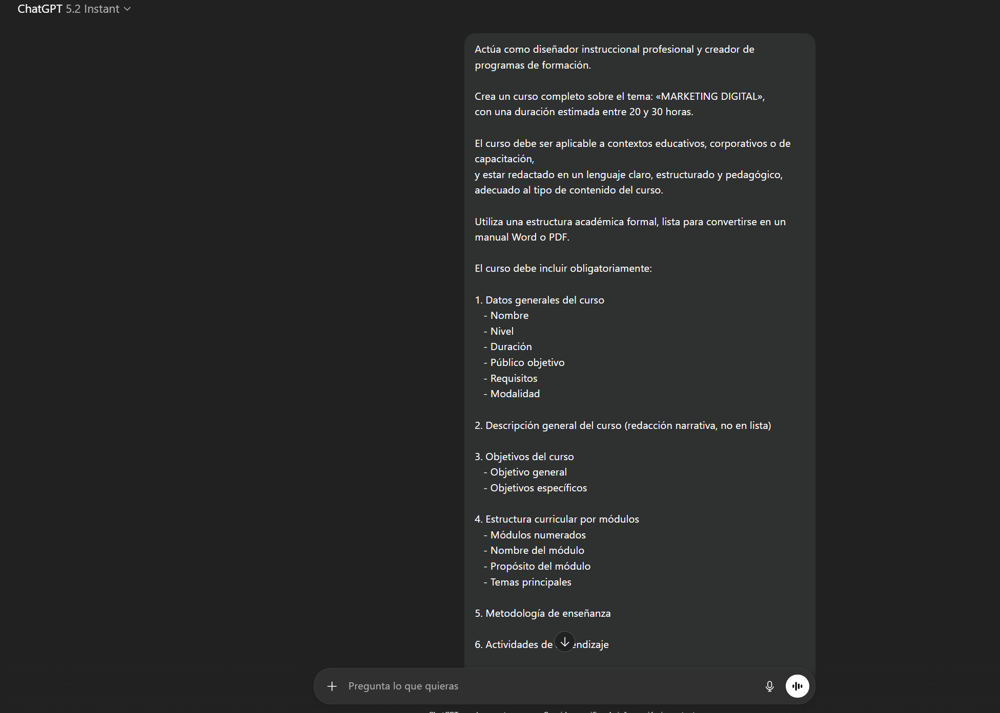 ChatGPT 5.2 Instant
Actúa como diseñador instruccional profesional y creador de
programas de formación.
Crea un curso completo sobre el tema: «MARKETING DIGITAL»,
con una duración estimada entre 20 y 30 horas.
El curso debe ser aplicable a contextos educativos, corporativos o de
capacitación,
y estar redactado en un lenguaje claro, estructurado y pedagógico,
adecuado al tipo de contenido del curso.
Utiliza una estructura académica formal, lista para convertirse en un
manual Word o PDF.
El curso debe incluir obligatoriamente:
1. Datos generales del curso
- Nombre
- Nivel
- Duración
- Público objetivo
- Requisitos
- Modalidad
2. Descripción general del curso (redacción narrativa, no en lista)
3. Objetivos del curso
- Objetivo general
- Objetivos específicos
4. Estructura curricular por módulos
- Módulos numerados
- Nombre del módulo
- Propósito del módulo
- Temas principales
5. Metodología de enseñanza
6. Actividades de endizaje
Pregunta lo que quieras